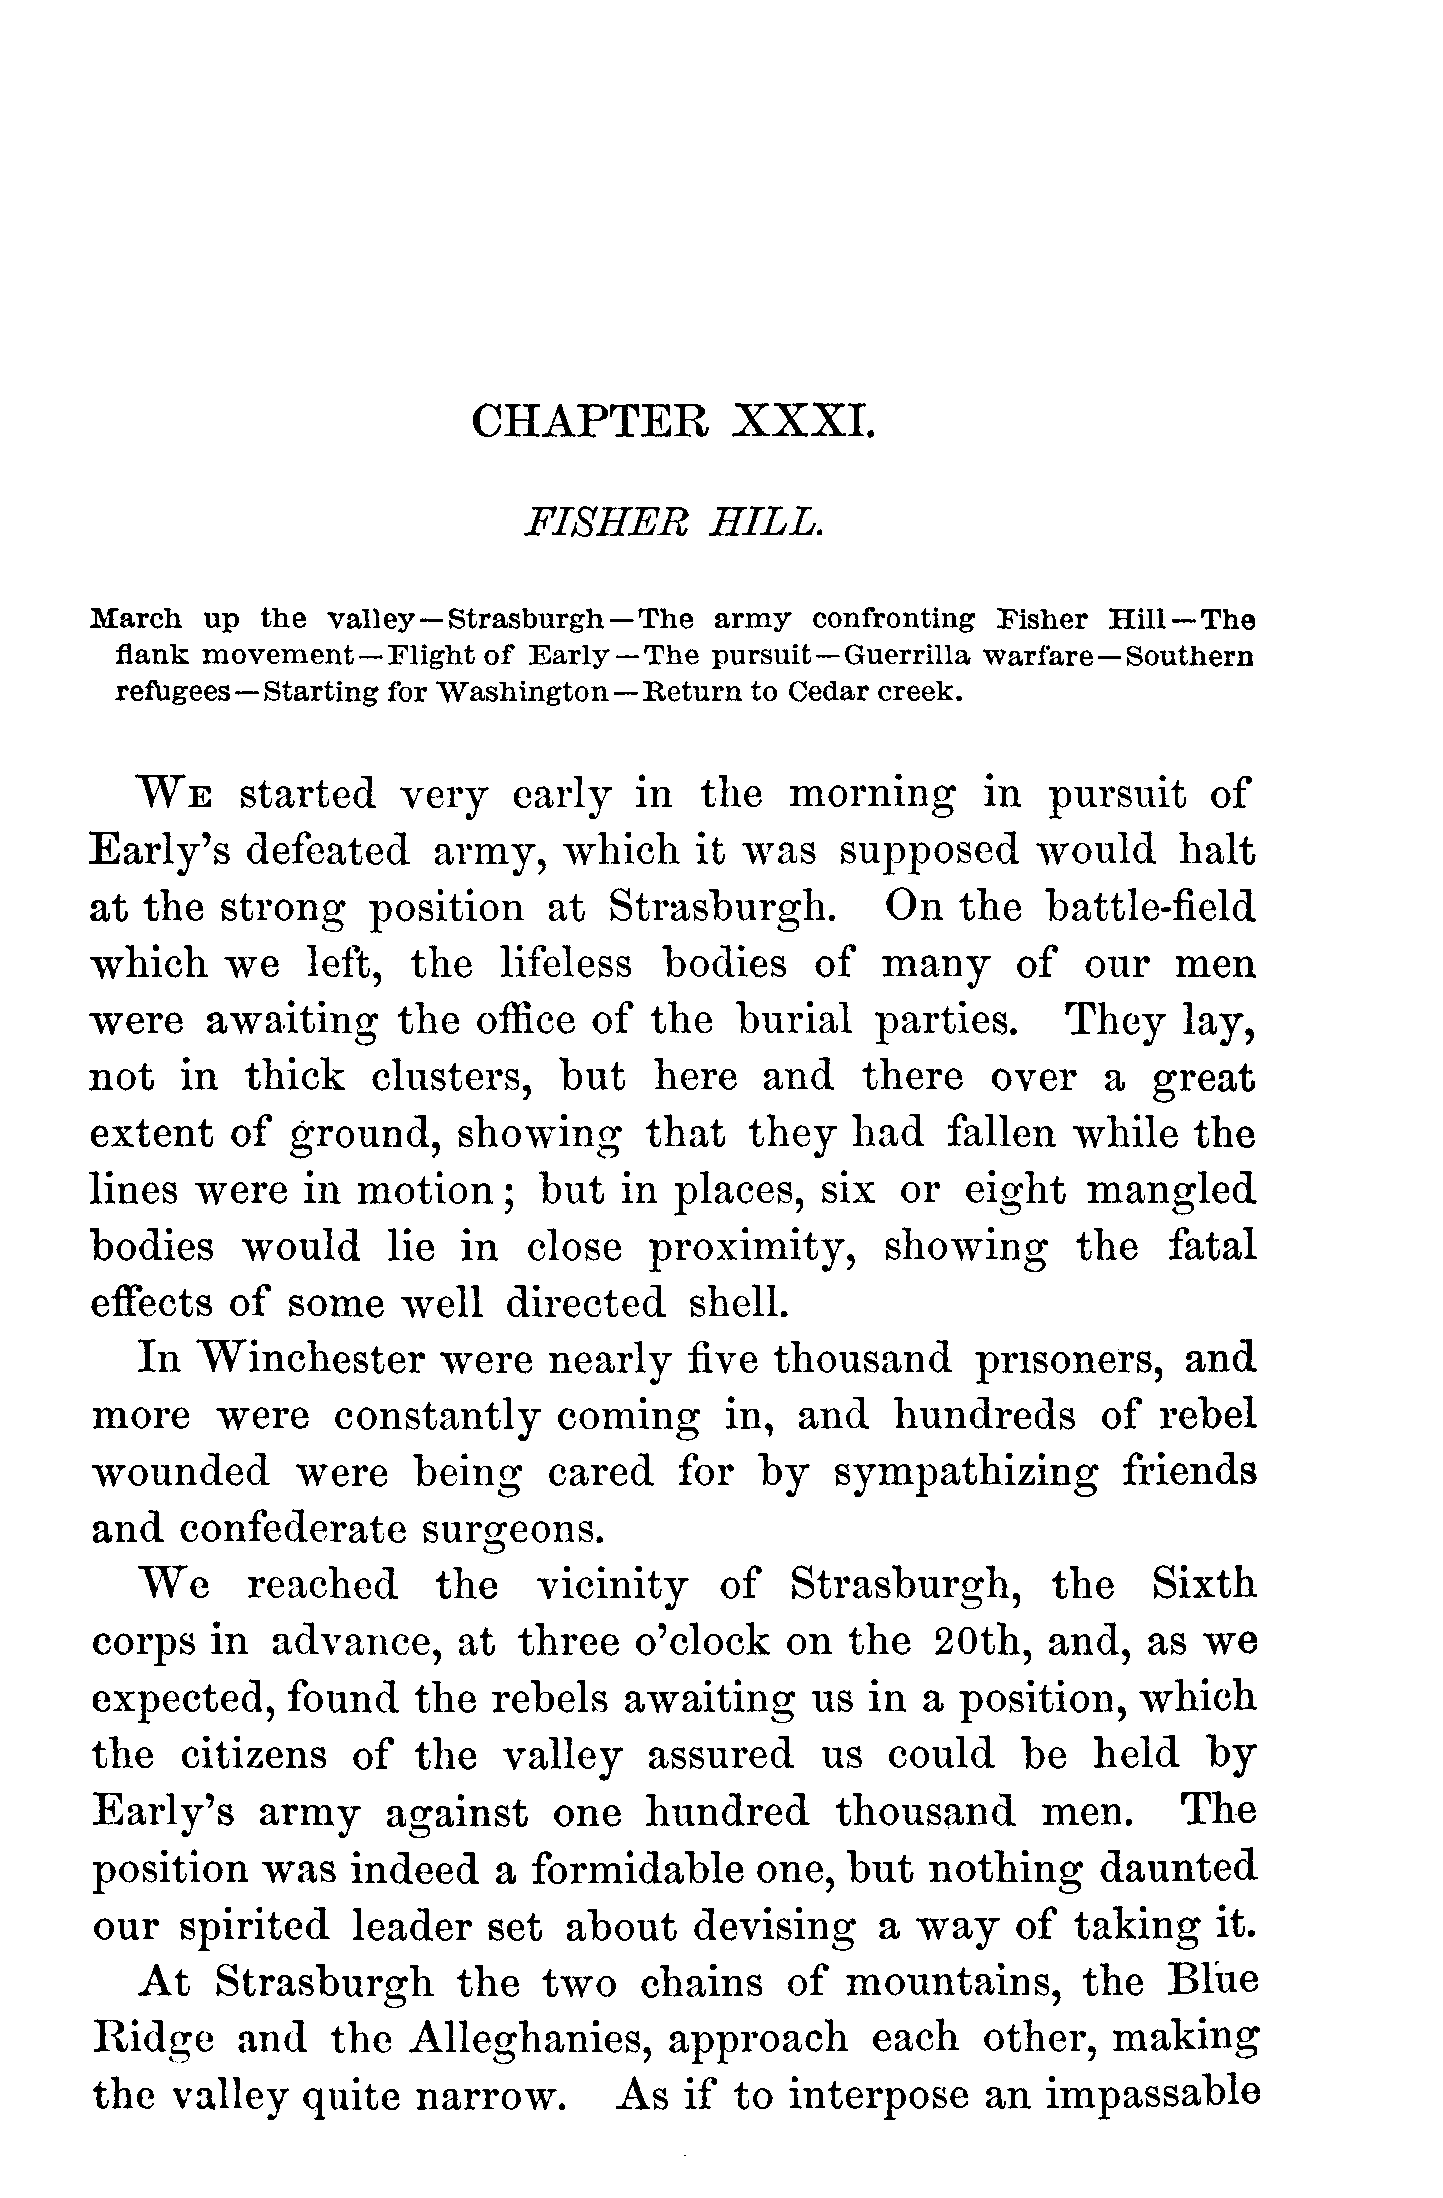 CHAPTER XXXI.
FISHER HILL.
March up the valley—Strasburgh—The army confronting Fisher Hill—The
flank movement—Flight of Early—The pursuit—Guerrilla warfare—Southern
refugees—Starting for Washington—Return to Cedar creek.
WE started very early in the morning in pursuit of
Early's defeated army, which it was supposed would halt
at the strong position at Strasburgh. On the battle-field
which we left, the lifeless bodies of many of our men
were awaiting the office of the burial parties. They lay,
not in thick clusters, but here and there over a great
extent of ground, showing that they had fallen while the
lines were in motion; but in places, six or eight mangled
bodies would lie in close proximity, showing the fatal
effects of some well directed shell.
In Winchester were nearly five thousand prisoners, and
more were constantly coming in, and hundreds of rebel
wounded were being cared for by sympathizing friends
and confederate surgeons.
We reached the vicinity of Strasburgh, the Sixth
corps in advance, at three o'clock on the 20th, and, as we
expected, found the rebels awaiting us in a position, which
the citizens of the valley assured us could be held by
Early's army against one hundred thousand men. The
position was indeed a formidable one, but nothing daunted
our spirited leader set about devising a way of taking it.
At Strasburgh the two chains of mountains, the Blue
Ridge and the Alleghanies, approach each other, making
the valley quite narrow. As if to interpose an impassable